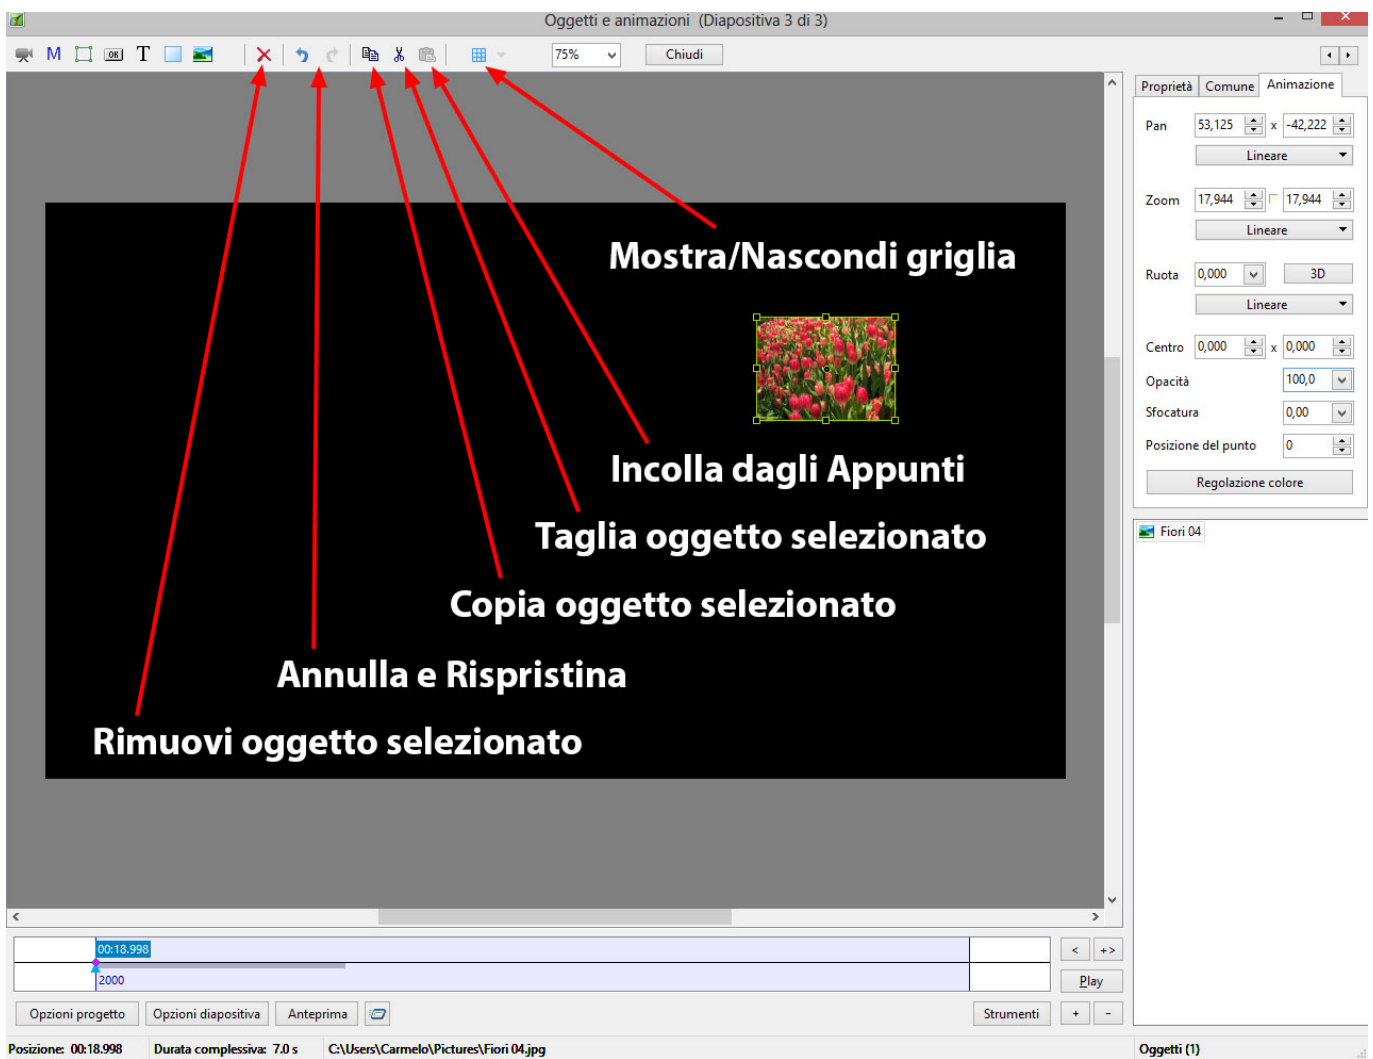 Oggetti e animazioni (Diapositiva 3 di 3)
M OK T 75% Chiudi
Proprietà Comune Animazione
Pan 53,125 x -42,222
Lineare
Zoom 17,944 17,944
Lineare
Ruota 0,000 3D
Lineare
Centro 0,000 x 0,000
Opacità 100,0
Sfocatura 0,00
Posizione del punto 0
Regolazione colore
Fiori 04
Mostra/Nascondi griglia
Incolla dagli Appunti
Taglia oggetto selezionato
Copia oggetto selezionato
Annulla e Rispristina
Rimuovi oggetto selezionato
00:18.998
2000
< +>
Play
Opzioni progetto Opzioni diapositiva Anteprima Strumenti + -
Posizione: 00:18.998 Durata complessiva: 7.0 s C:\Users\Carmelo\Pictures\Fiori 04.jpg Oggetti (1)